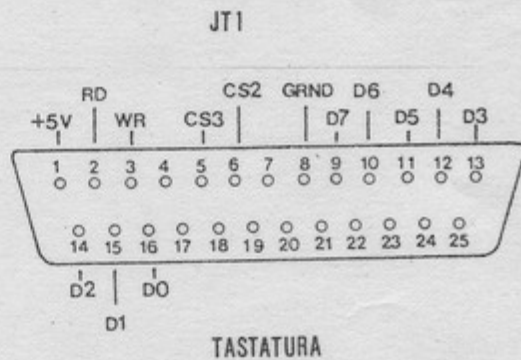 JT1
CS2 GRND D6 D4
RD
+5V WR CS3 D7 D5 D3
1 2 3 4 5 6 7 8 9 10 11 12 13
14 15 16 17 18 19 20 21 22 23 24 25
D2 D0
D1
TASTATURA